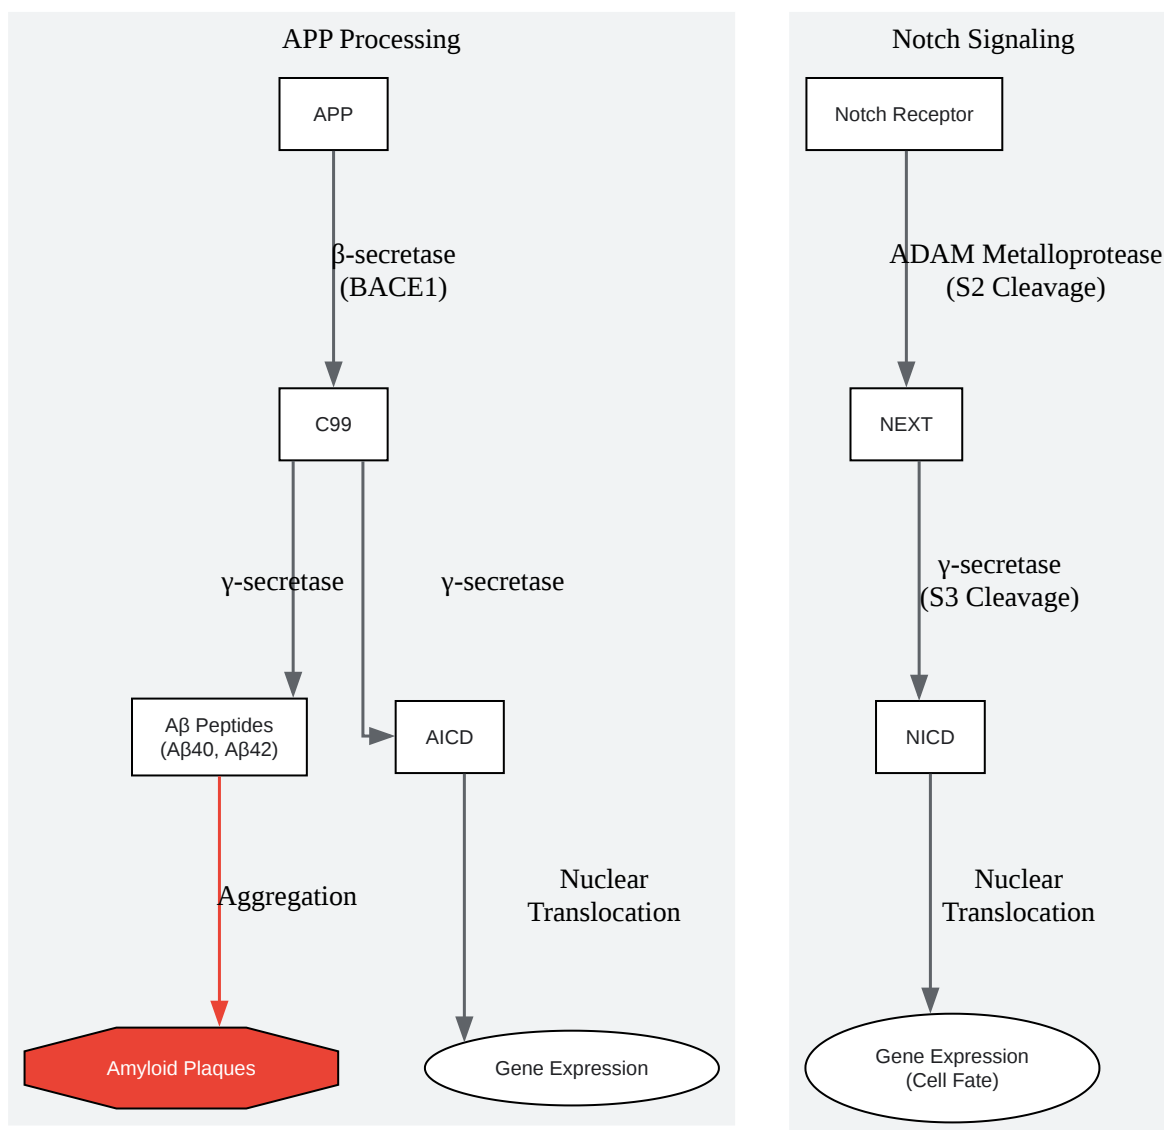 APP Processing
APP
β-secretase
(BACE1)
C99
γ-secretase
γ-secretase
Aβ Peptides
(Aβ40, Aβ42)
AICD
Aggregation
Nuclear
Translocation
Amyloid Plaques
Gene Expression
Notch Signaling
Notch Receptor
ADAM Metalloprotease
(S2 Cleavage)
NEXT
γ-secretase
(S3 Cleavage)
NICD
Nuclear
Translocation
Gene Expression
(Cell Fate)